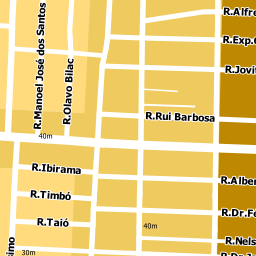 R.Alfre
R.Exp.
R.Jovit
R.Manoel José dos Santos
R.Olavo Bilac
R.Rui Barbosa
40m
R.Ibirama
R.Timbó
R.Taió
R.Alber
R.Dr.Fe
40m
R.Nels
30m
R.Dr.
simo